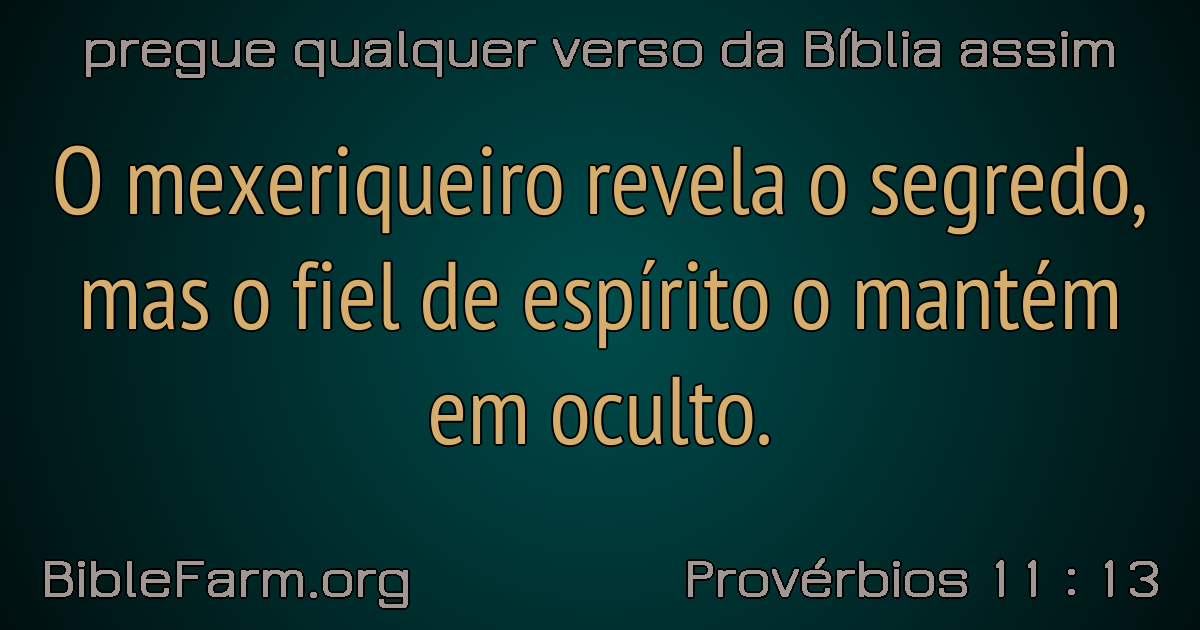 pregue qualquer verso da Bíblia assim
O mexeriqueiro revela o segredo,
mas o fiel de espírito o mantém
em oculto.
BibleFarm.org
Provérbios 11 : 13